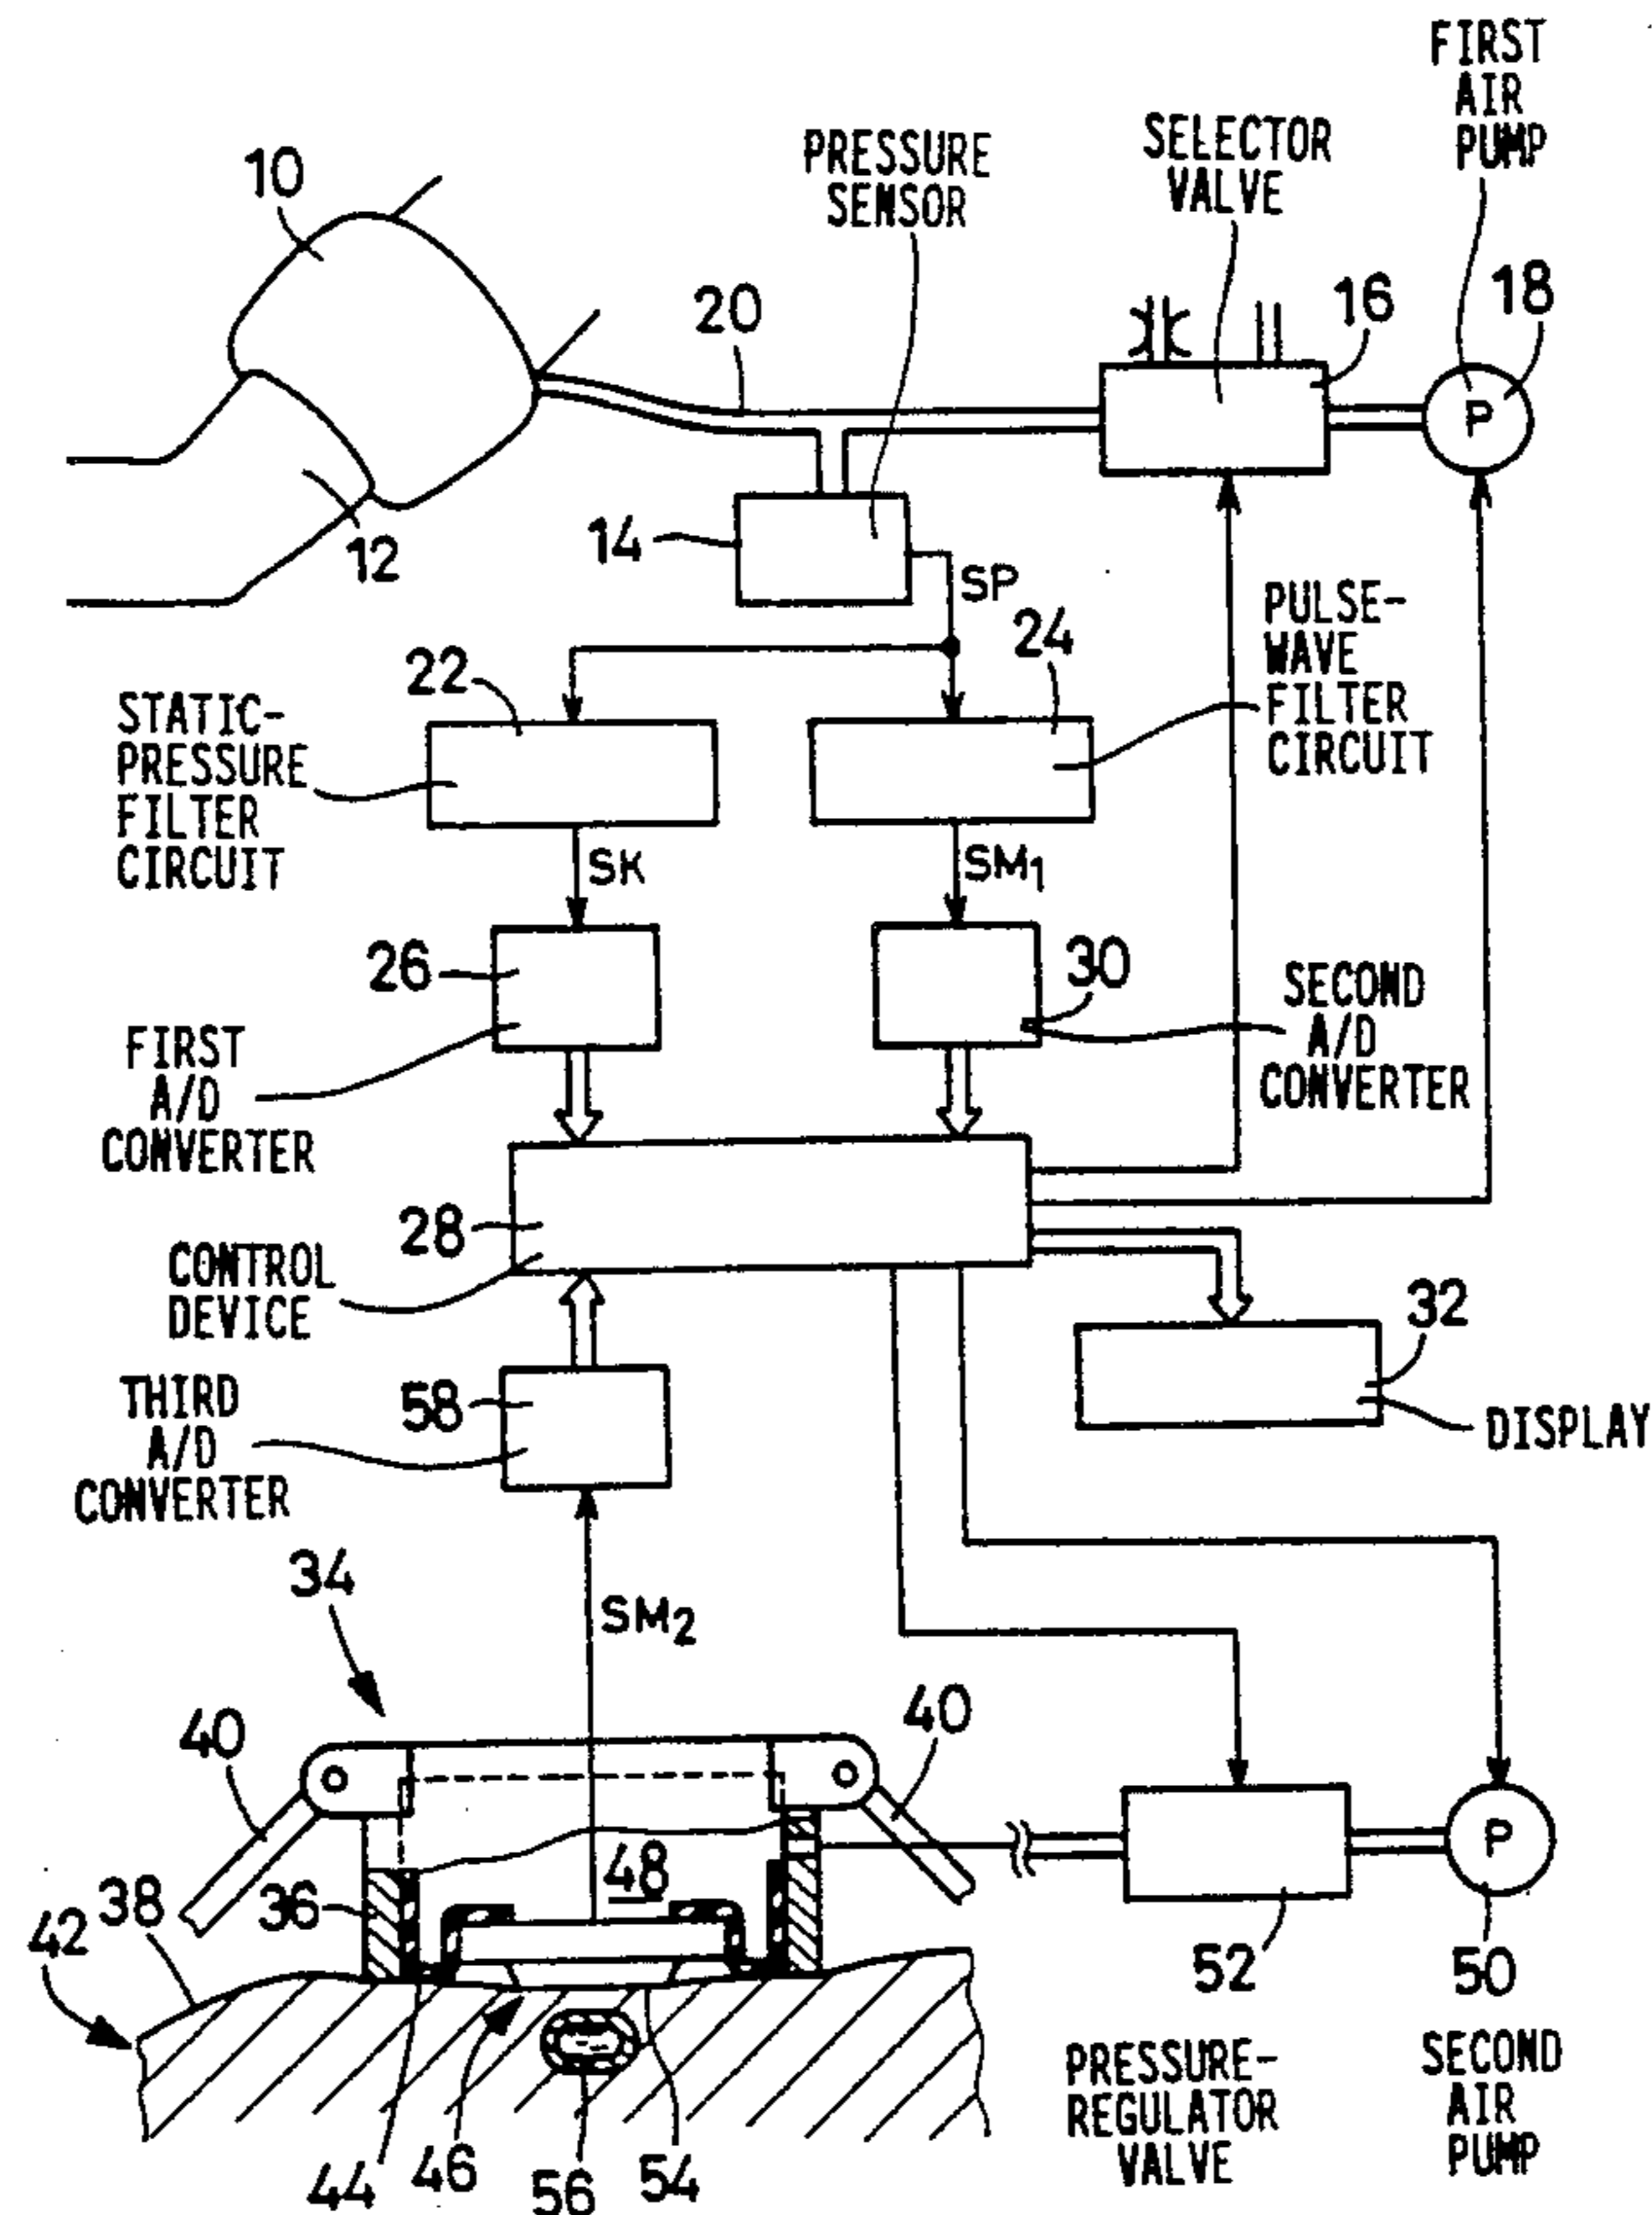 FIRST
AIR
PUMP
SELECTOR
VALVE
PRESSURE
SENSOR
10
20
16
18
P
14
12
SP
PULSE-
WAVE
FILTER
CIRCUIT
22
24
STATIC-
PRESSURE
FILTER
CIRCUIT
SK
SM1
26
30
SECOND
A/D
CONVERTER
FIRST
A/D
CONVERTER
28
CONTROL
DEVICE
32
DISPLAY
58
THIRD
A/D
CONVERTER
34
SM2
40
40
48
P
36
38
42
52
50
PRESSURE-
REGULATOR
VALVE
SECOND
AIR
PUMP
44
46
56
54